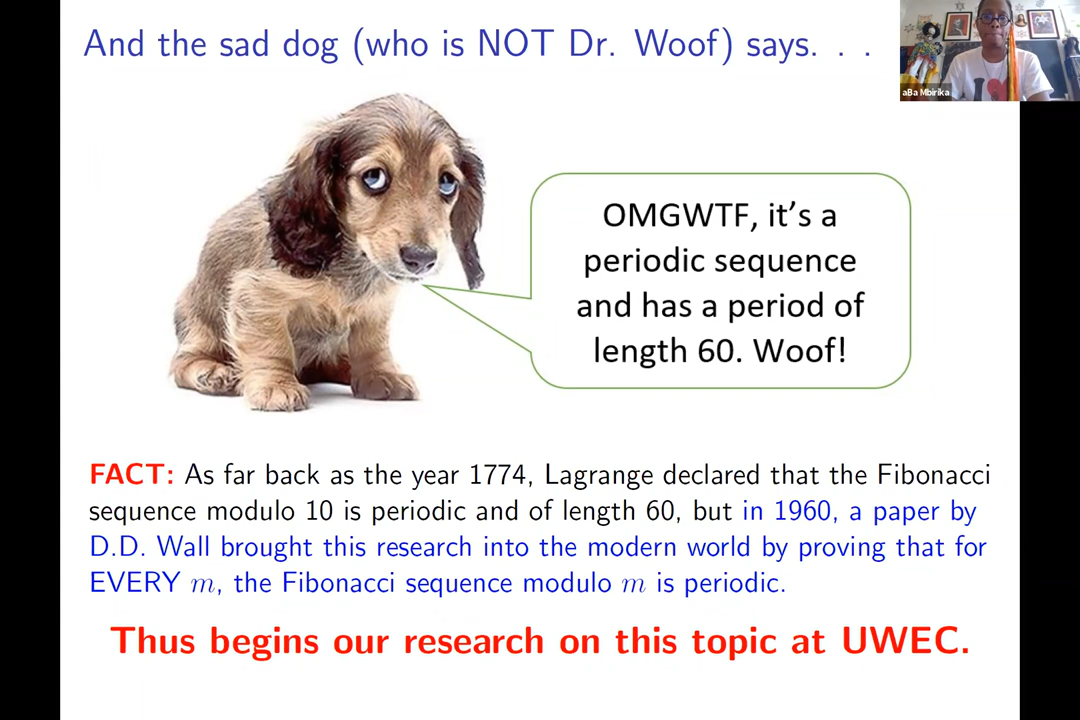 And the sad dog (who is NOT Dr. Woof) says. . .
aBa Mbirika
OMGWTF, it's a
periodic sequence
and has a period of
length 60. Woof!
FACT: As far back as the year 1774, Lagrange declared that the Fibonacci
sequence modulo 10 is periodic and of length 60, but in 1960, a paper by
D.D. Wall brought this research into the modern world by proving that for
EVERY m, the Fibonacci sequence modulo m is periodic.
Thus begins our research on this topic at UWEC.